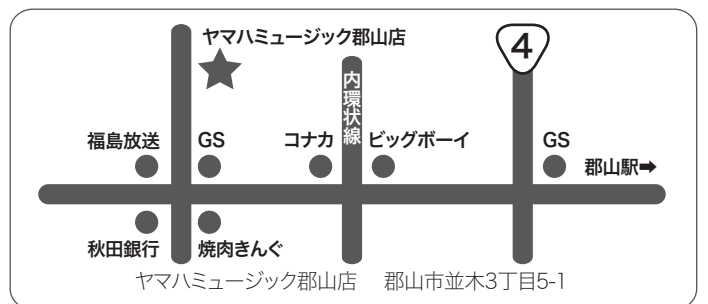 ヤマハミュージック郡山店
4
内環状線
福島放送 GS コナカ ビッグボーイ GS 郡山駅➡
秋田銀行 焼肉きんぐ
ヤマハミュージック郡山店 郡山市並木3丁目5-1